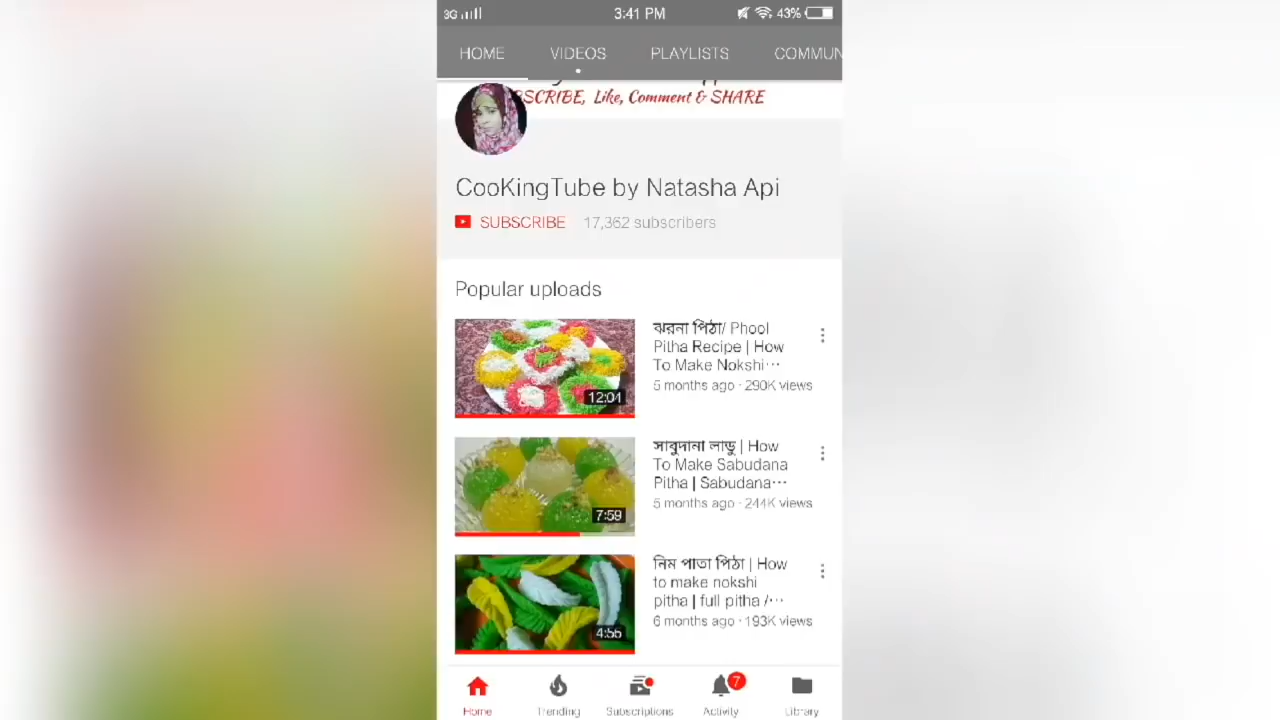 3G 3:41 PM 43%
HOME VIDEOS PLAYLISTS COMMUN
SCRIBE, Like, Comment & SHARE
CooKingTube by Natasha Api
SUBSCRIBE 17,362 subscribers
Popular uploads
ঝরনা পিঠা/ Phool
Pitha Recipe | How
To Make Nokshi...
5 months ago · 290K views
12:04
সাবুদানা লাড্ডু | How
To Make Sabudana
Pitha | Sabudana...
5 months ago · 244K views
7:59
নিম পাতা পিঠা | How
to make nokshi
pitha | full pitha /...
6 months ago · 193K views
4:55
7
Home Trending Subscriptions Activity Library